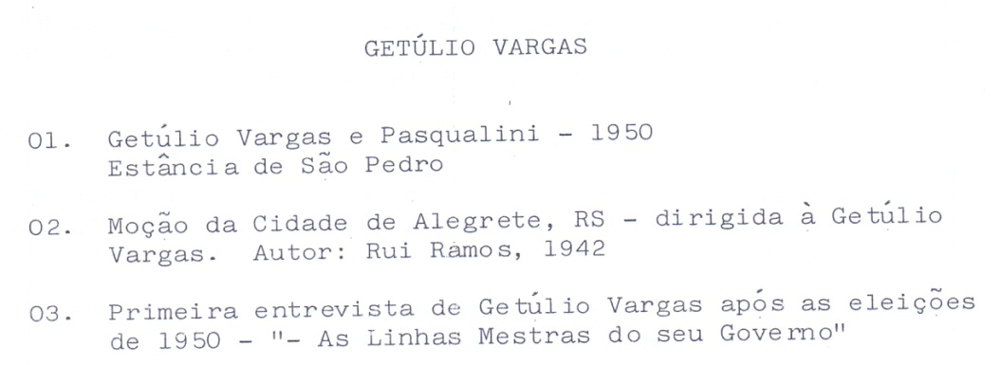 GETÚLIO VARGAS
01. Getúlio Vargas e Pasqualini - 1950
Estância de São Pedro
02. Moção da Cidade de Alegrete, RS - dirigida à Getúlio
Vargas. Autor: Rui Ramos, 1942
03. Primeira entrevista de Getúlio Vargas após as eleições
de 1950 - "- As Linhas Mestras do seu Governo"